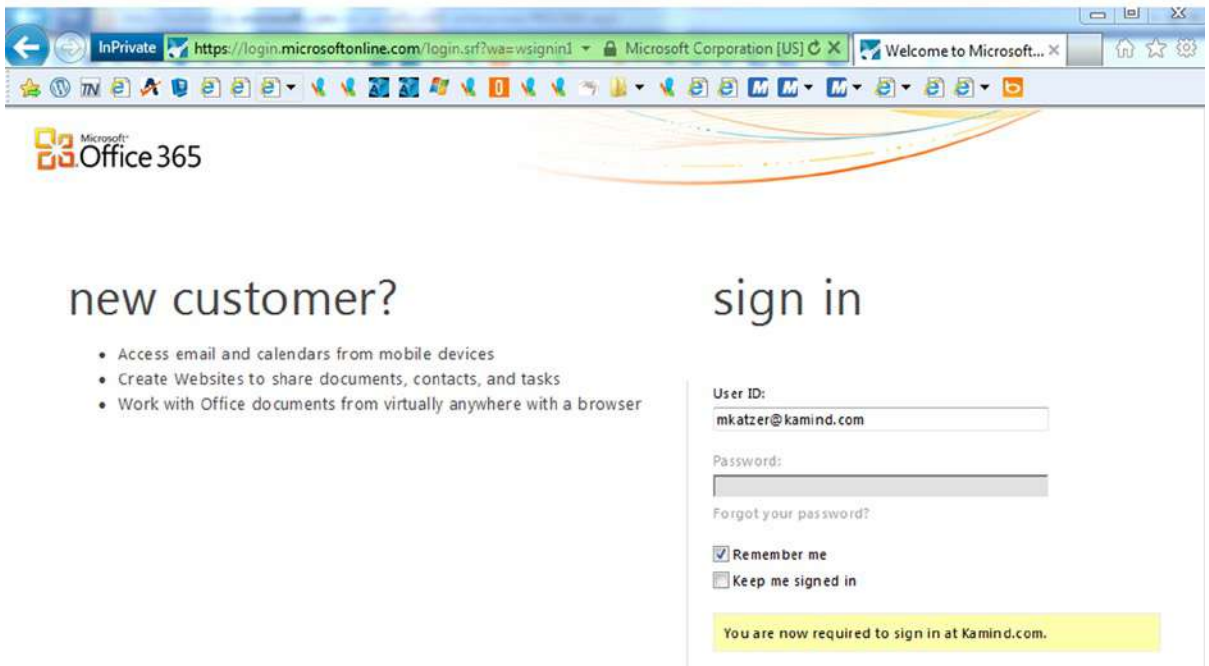 InPrivate https://login.microsoftonline.com/login.srf?wa=wsignin1 Microsoft Corporation [US] Welcome to Microsoft...
Microsoft
Office 365
new customer?
• Access email and calendars from mobile devices
• Create Websites to share documents, contacts, and tasks
• Work with Office documents from virtually anywhere with a browser
sign in
User ID:
mkatzer@kamind.com
Password:
Forgot your password?
Remember me
Keep me signed in
You are now required to sign in at Kamind.com.